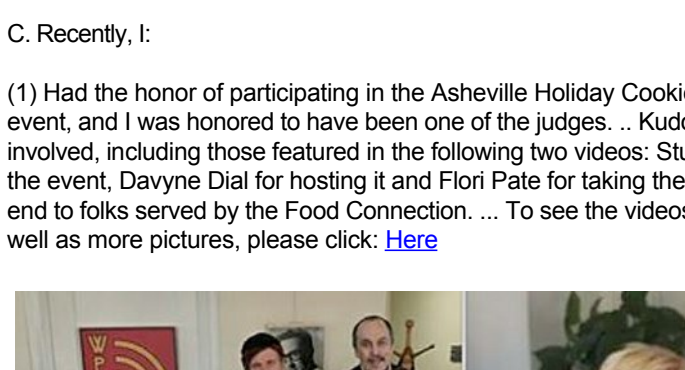 C. Recently, I:
(1) Had the honor of participating in the Asheville Holiday Cookie
event, and I was honored to have been one of the judges. .. Kudo
involved, including those featured in the following two videos: Stu
the event, Davyne Dial for hosting it and Flori Pate for taking the
end to folks served by the Food Connection. ... To see the videos
well as more pictures, please click: Here
W
P